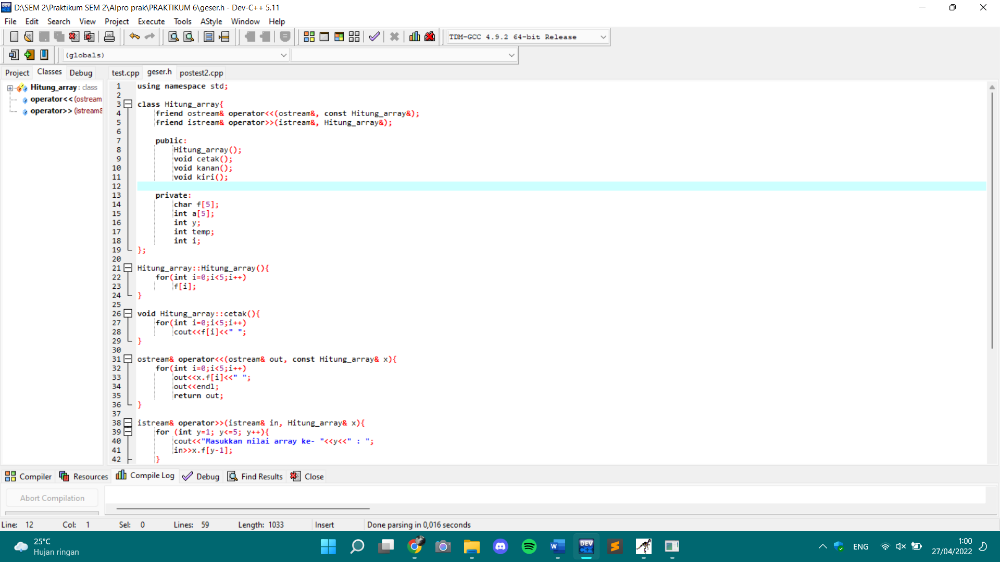 D:\SEM 2\Praktikum SEM 2\Alpro prak\PRAKTIKUM 6\geser.h - Dev-C++ 5.11
File Edit Search View Project Execute Tools AStyle Window Help
TDM-GCC 4.9.2 64-bit Release
(globals)
Project Classes Debug
test.cpp geser.h postest2.cpp
Hitung_array : class
operator<< (ostream
operator>> (istream&
1 using namespace std;
2
3 class Hitung_array{
4 friend ostream& operator<<(ostream&, const Hitung_array&);
5 friend istream& operator>>(istream&, Hitung_array&);
6
7 public:
8 Hitung_array();
9 void cetak();
10 void kanan();
11 void kiri();
12
13 private:
14 char f[5];
15 int a[5];
16 int y;
17 int temp;
18 int i;
19 };
20
21 Hitung_array::Hitung_array(){
22 for(int i=0;i<5;i++)
23 f[i];
24 }
25
26 void Hitung_array::cetak(){
27 for(int i=0;i<5;i++)
28 cout<<f[i]<<" ";
29 }
30
31 ostream& operator<<(ostream& out, const Hitung_array& x){
32 for(int i=0;i<5;i++)
33 out<<x.f[i]<<" ";
34 out<<endl;
35 return out;
36 }
37
38 istream& operator>>(istream& in, Hitung_array& x){
39 for (int y=1; y<=5; y++){
40 cout<<"Masukkan nilai array ke- "<<y<<" : ";
41 in>>x.f[y-1];
42 }
Compiler Resources Compile Log Debug Find Results Close
Abort Compilation
Line: 12 Col: 1 Sel: 0 Lines: 59 Length: 1033 Insert Done parsing in 0,016 seconds
25°C
Hujan ringan
DEV
C++
ENG
1:00
27/04/2022